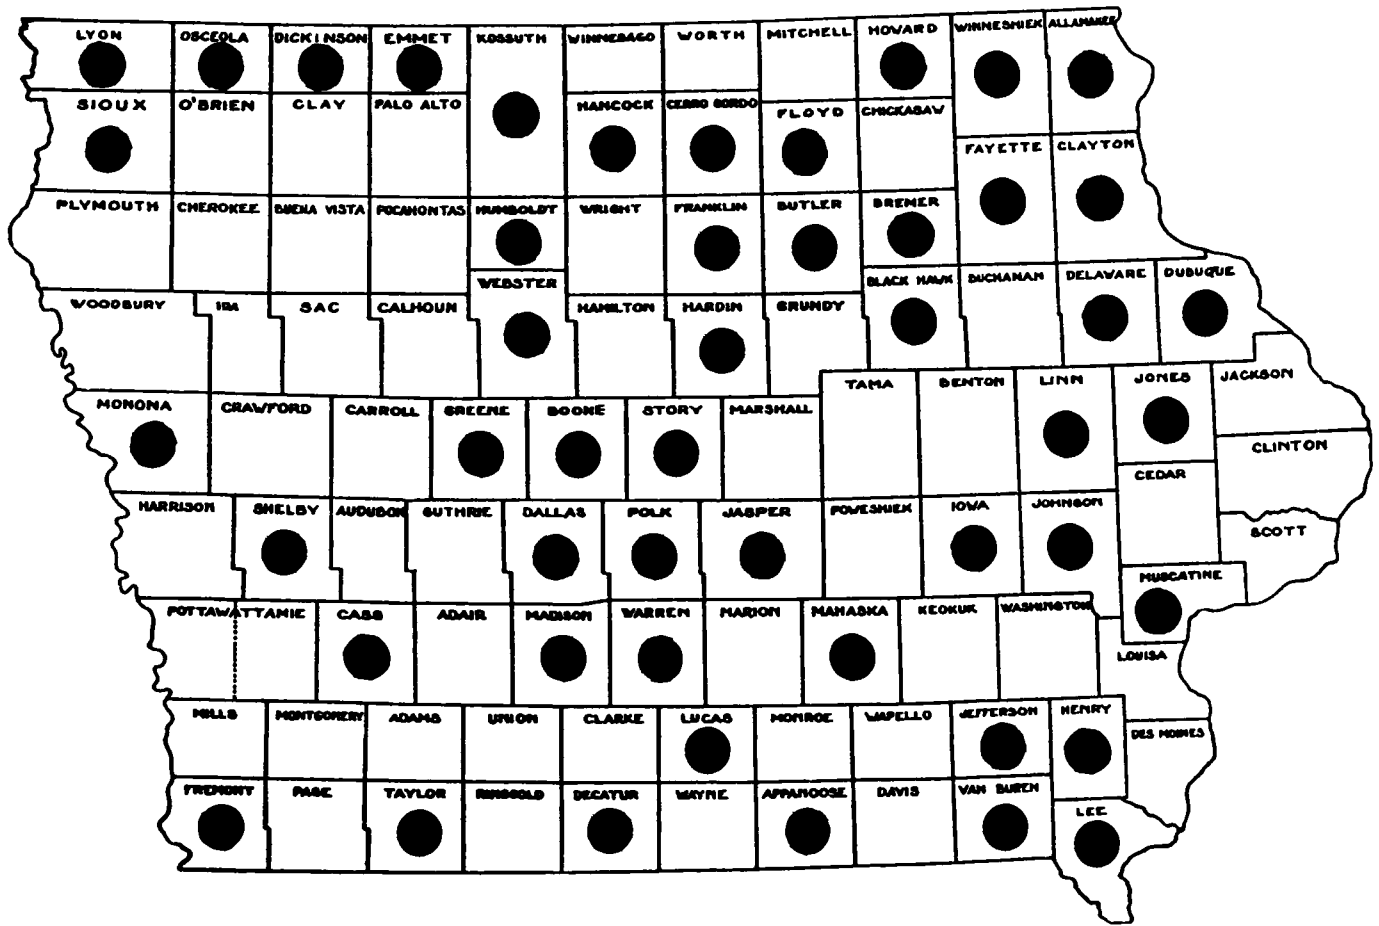 LYON OSCEOLA DICKINSON EMMET KOSSUTH WINNEBAGO WORTH MITCHELL HOWARD WINNESHIEK ALLAMAKEE
SIOUX O'BRIEN CLAY PALO ALTO HANCOCK CERRO GORDO FLOYD CHICKASAW
FAYETTE CLAYTON
PLYMOUTH CHEROKEE BUENA VISTA POCAHONTAS HUMBOLDT WRIGHT FRANKLIN BUTLER BREMER
WEBSTER BLACK HAWK BUCHANAN DELAWARE DUBUQUE
WOODBURY IDA SAC CALHOUN HAMILTON HARDIN GRUNDY
TAMA BENTON LINN JONES JACKSON
MONONA CRAWFORD CARROLL GREENE BOONE STORY MARSHALL
CLINTON
CEDAR
HARRISON SHELBY AUDUBON GUTHRIE DALLAS POLK JASPER POWESHIEK IOWA JOHNSON
SCOTT
MUSCATINE
POTTAWATTAMIE CASS ADAIR MADISON WARREN MARION MAHASKA KEOKUK WASHINGTON
LOUISA
MILLS MONTGOMERY ADAMS UNION CLARKE LUCAS MONROE WAPELLO JEFFERSON HENRY
DES MOINES
FREMONT PAGE TAYLOR RINGGOLD DECATUR WAYNE APPANOOSE DAVIS VAN BUREN
LEE